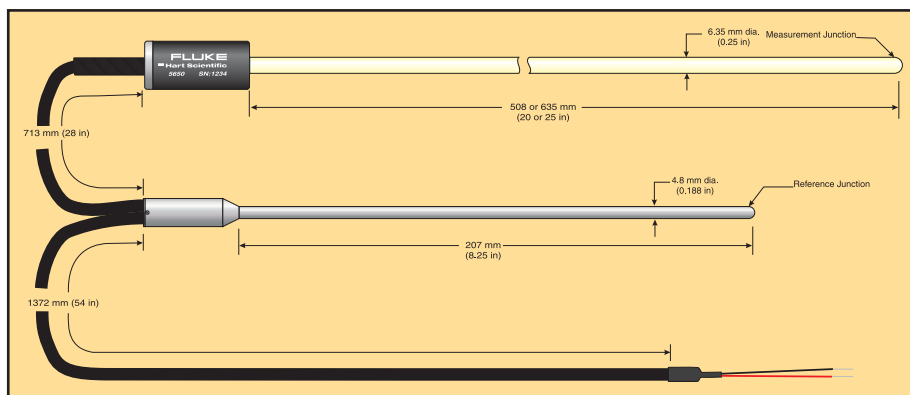 6.35 mm dia.
(0.25 in)
Measurement Junction
FLUKE
Hart Scientific
5650 SN:1234
508 or 635 mm
(20 or 25 in)
713 mm (28 in)
4.8 mm dia.
(0.188 in)
Reference Junction
207 mm
(8.25 in)
1372 mm (54 in)